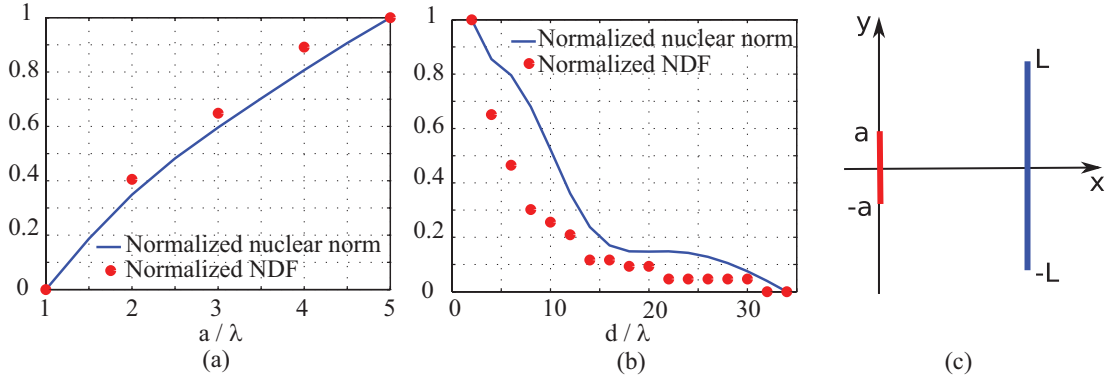 1
0.8
0.6
0.4
0.2
0
Normalized nuclear norm
Normalized NDF
1 2 3 4 5
a / λ
(a)
1
0.8
0.6
0.4
0.2
0
Normalized nuclear norm
Normalized NDF
0 10 20 30
d / λ
(b)
y
L
a
x
-a
-L
(c)